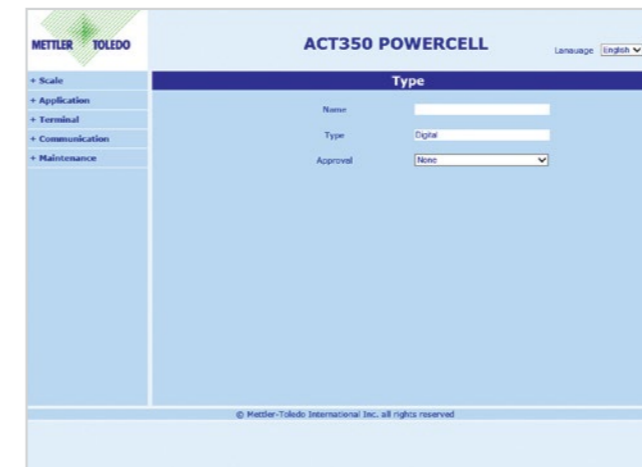 METTLER TOLEDO
ACT350 POWERCELL
Lanauage English
+ Scale
+ Application
+ Terminal
+ Communication
+ Maintenance
Type
Name
Type Digital
Approval None
© Mettler-Toledo International Inc. all rights reserved